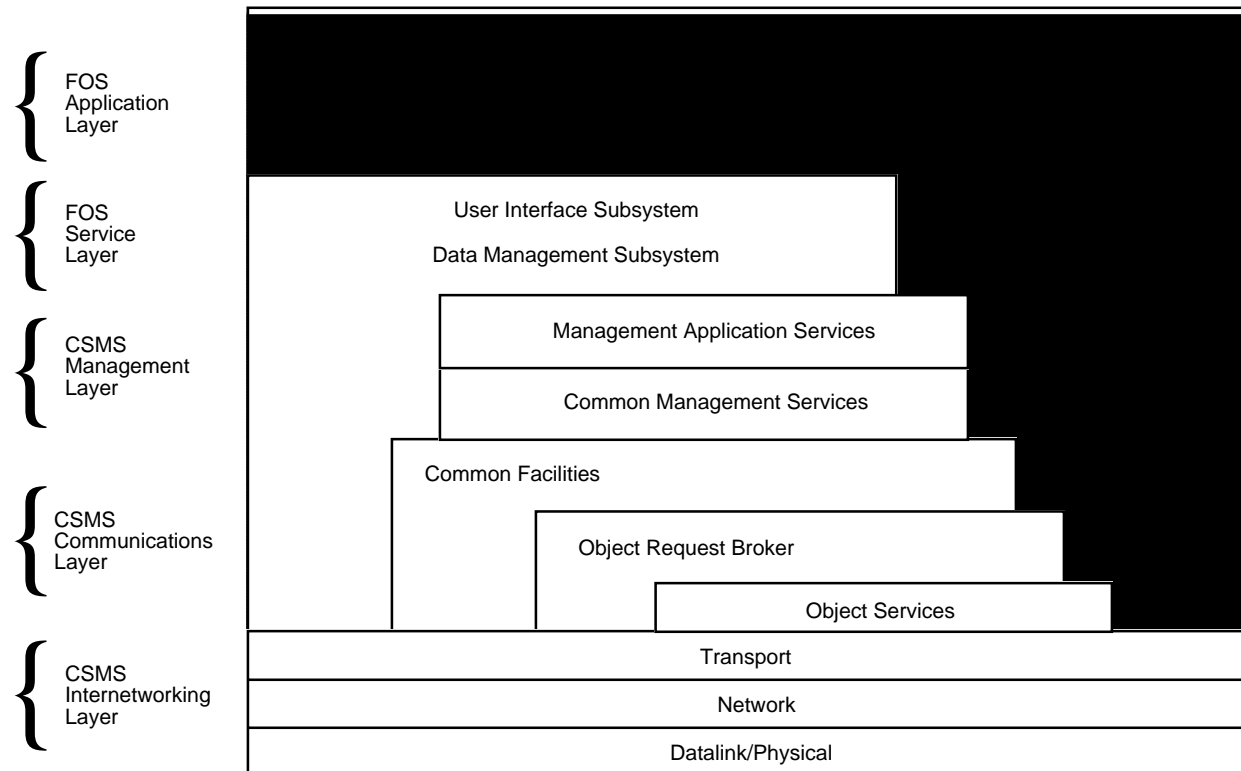 FOS
Application
Layer
FOS
Service
Layer
User Interface Subsystem
Data Management Subsystem
CSMS
Management
Layer
Management Application Services
Common Management Services
CSMS
Communications
Layer
Common Facilities
Object Request Broker
Object Services
CSMS
Internetworking
Layer
Transport
Network
Datalink/Physical